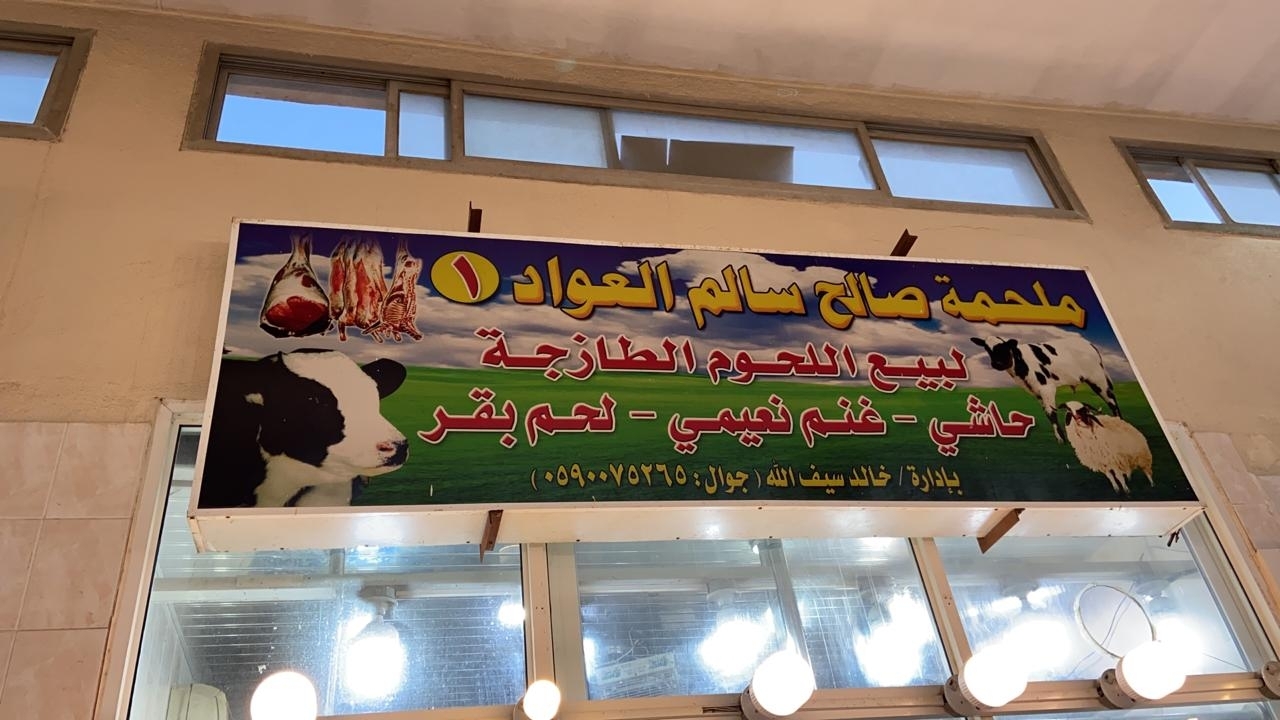 ملحمة صالح سالم العواد ١
لبيع اللحوم الطازجة
حاشي - غنم نعيمي - لحم بقر
بإدارة / خالد سيف الله ( جوال : ٠٥٩٠٠٧٥٢٦٥ )